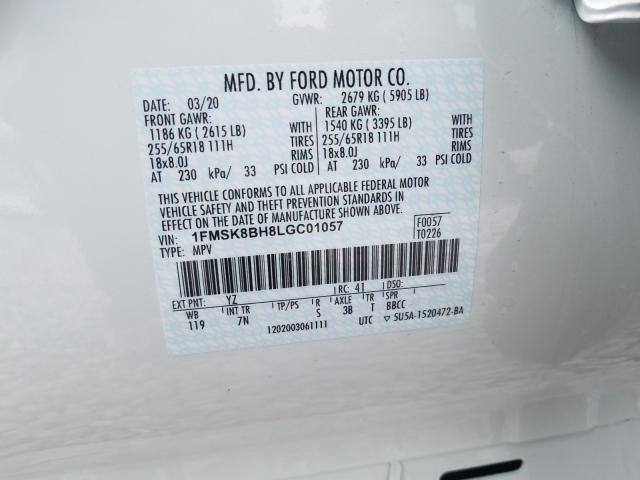 MFD. BY FORD MOTOR CO.
DATE: 03/20 GVWR: 2679 KG ( 5905 LB)
FRONT GAWR: REAR GAWR:
1186 KG ( 2615 LB) WITH 1540 KG ( 3395 LB) WITH
255/65R18 111H TIRES 255/65R18 111H TIRES
18x8.0J RIMS 18x8.0J RIMS
AT 230 kPa/ 33 PSI COLD AT 230 kPa/ 33 PSI COLD
THIS VEHICLE CONFORMS TO ALL APPLICABLE FEDERAL MOTOR
VEHICLE SAFETY AND THEFT PREVENTION STANDARDS IN
EFFECT ON THE DATE OF MANUFACTURE SHOWN ABOVE.
VIN: 1FMSK8BH8LGC01057 F0057
TYPE: MPV T0226
EXT PNT: YZ RC: 41 DSO:
WB INT TR TP/PS R AXLE TR SPR
119 7N S 3B T BBCC
1202003061111 UTC ▽ 5U5A-1520472-BA